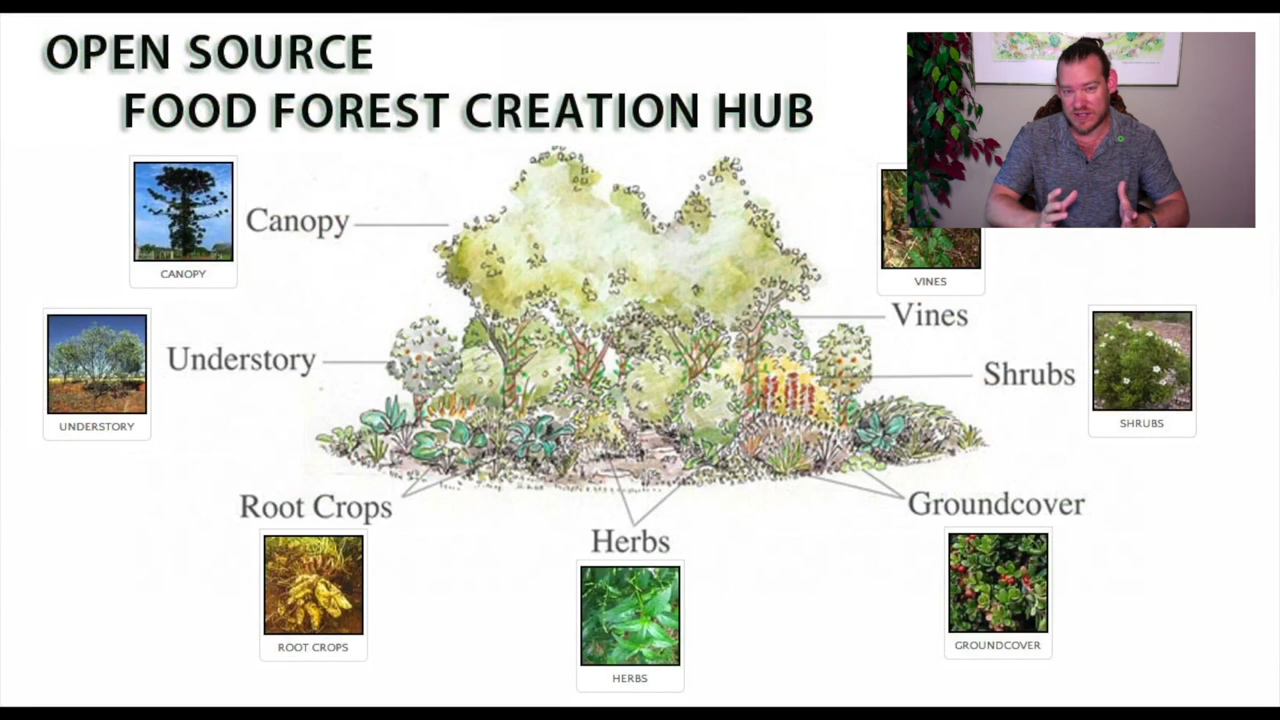 OPEN SOURCE
FOOD FOREST CREATION HUB
Canopy
CANOPY
VINES
Vines
Understory
UNDERSTORY
Shrubs
SHRUBS
Root Crops
ROOT CROPS
Herbs
HERBS
Groundcover
GROUNDCOVER